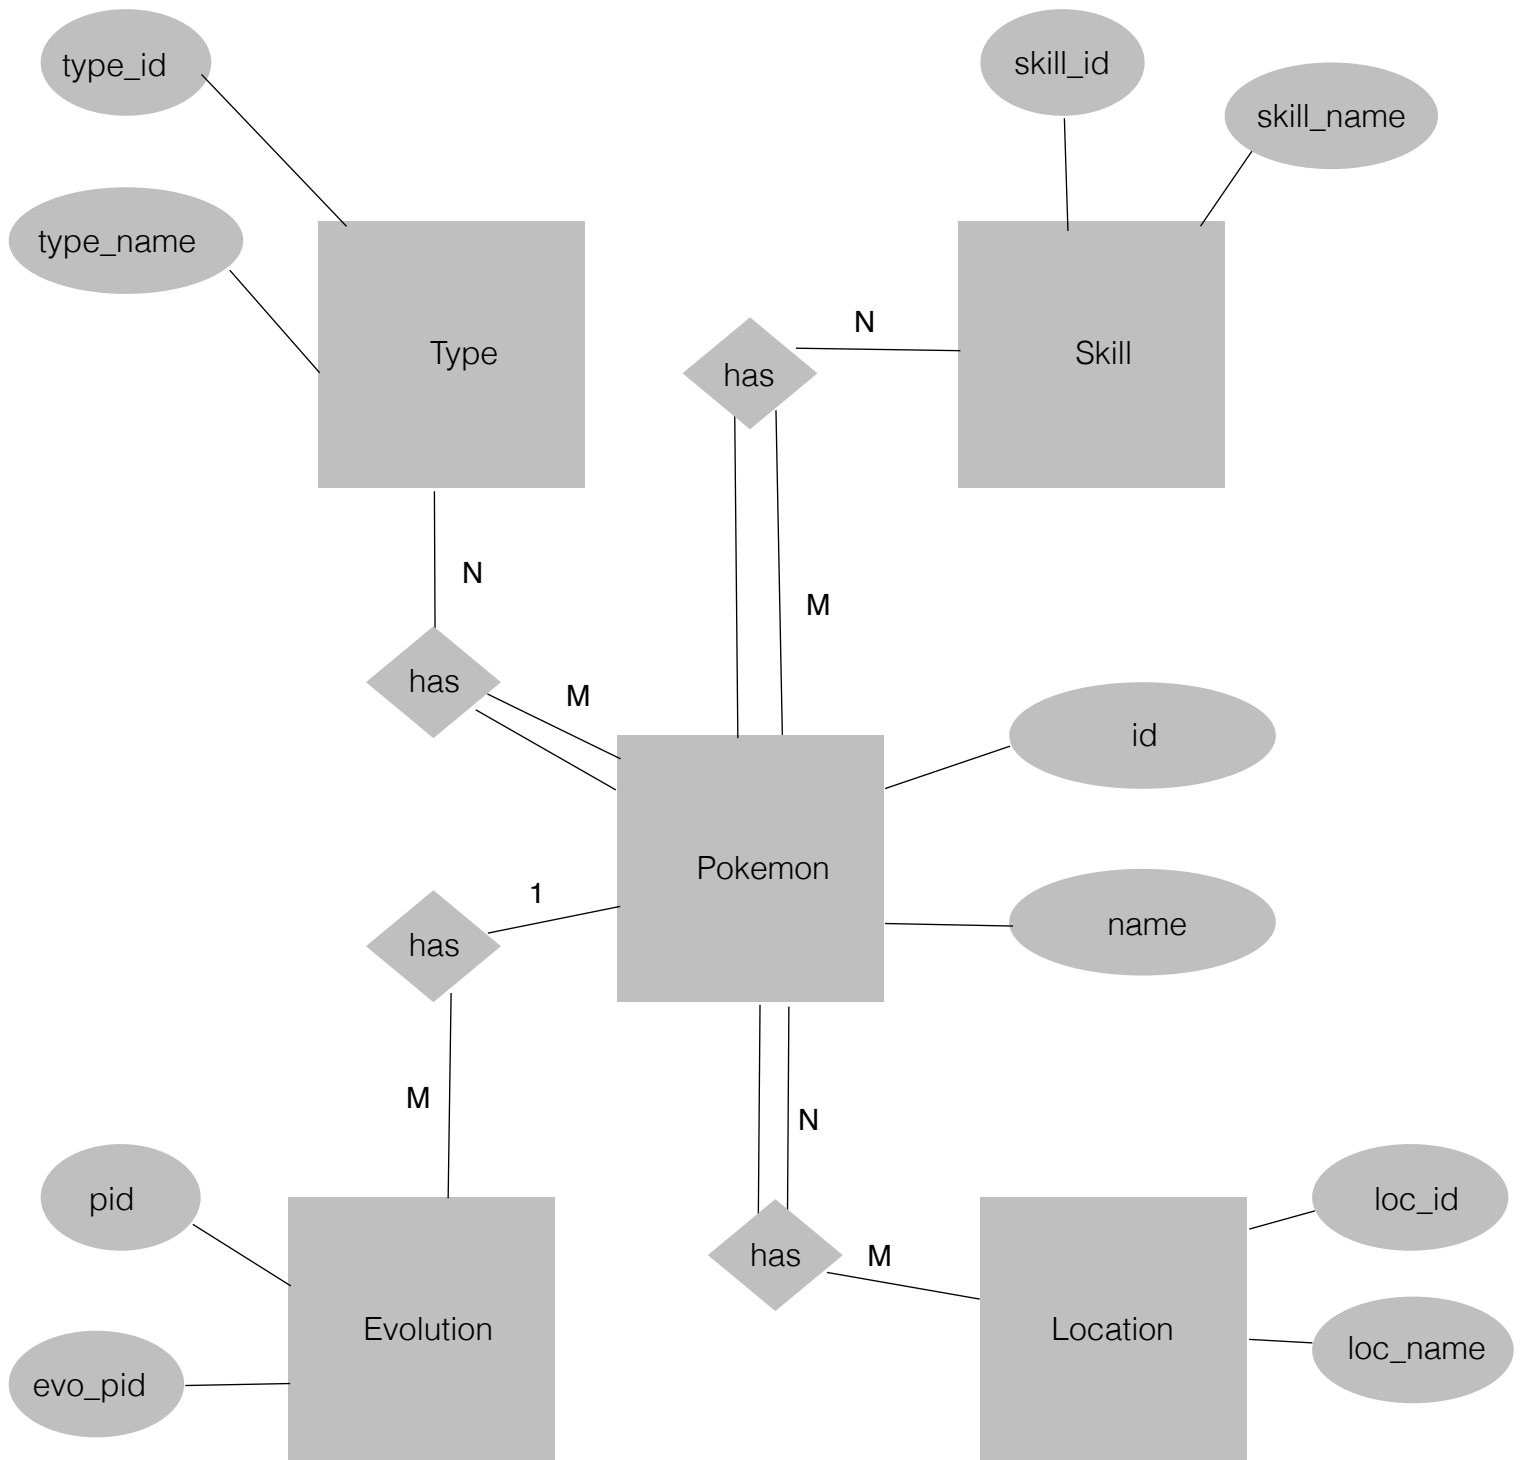 type_id
skill_id
skill_name
type_name
N
Type
has
Skill
N
M
has
M
id
Pokemon
1
name
has
M
N
pid
loc_id
has
M
Evolution
Location
loc_name
evo_pid